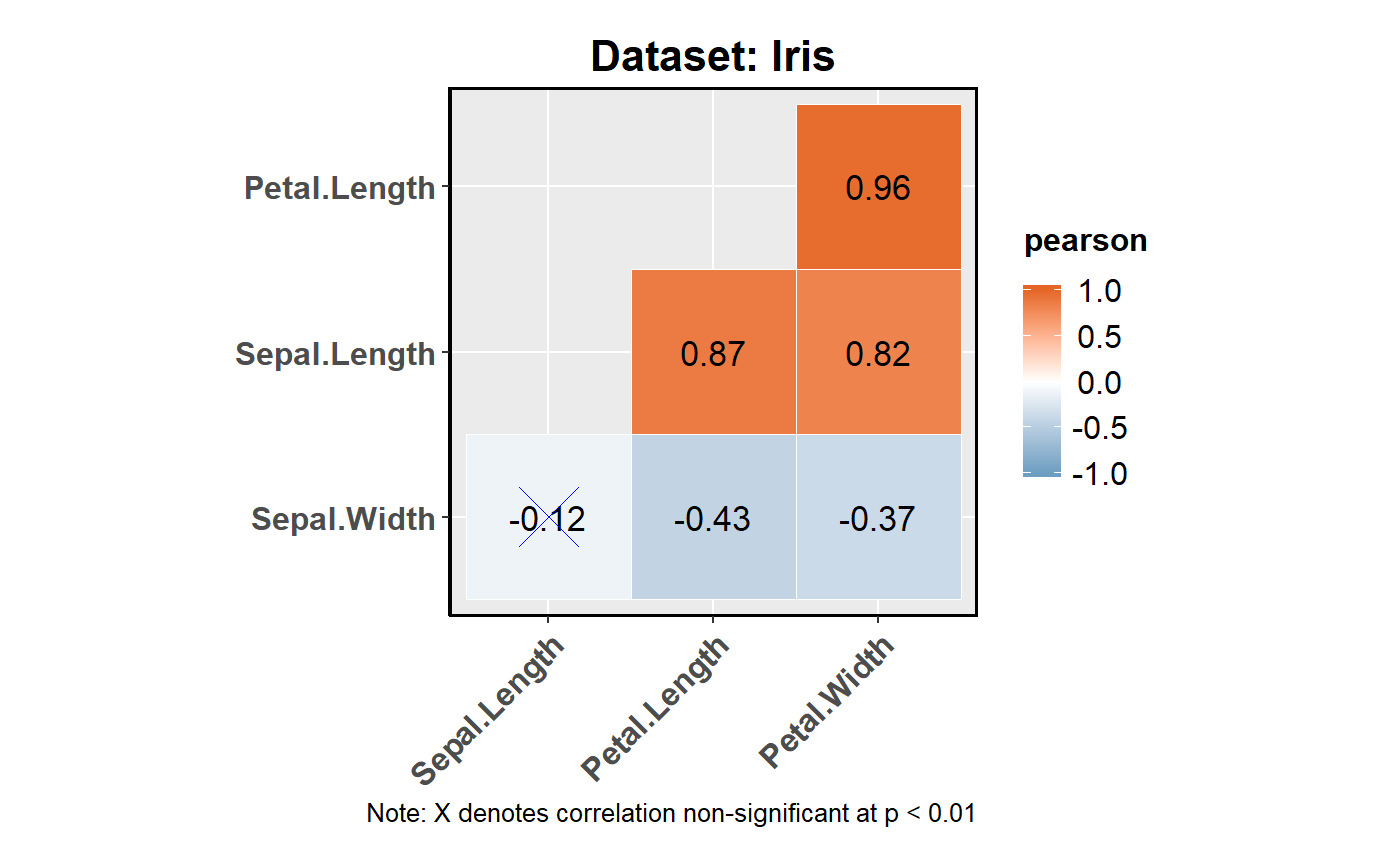 Dataset: Iris
Petal.Length
0.96
Sepal.Length
0.87
0.82
Sepal.Width
-0.12
-0.43
-0.37
Sepal.Length
Petal.Length
Petal.Width
pearson
1.0
0.5
0.0
-0.5
-1.0
Note: X denotes correlation non-significant at p < 0.01